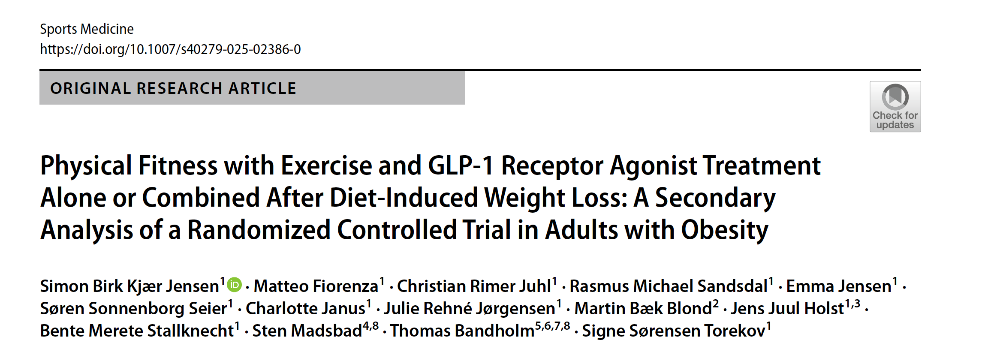 Sports Medicine
https://doi.org/10.1007/s40279-025-02386-0
ORIGINAL RESEARCH ARTICLE
Check for
updates
Physical Fitness with Exercise and GLP-1 Receptor Agonist Treatment
Alone or Combined After Diet-Induced Weight Loss: A Secondary
Analysis of a Randomized Controlled Trial in Adults with Obesity
Simon Birk Kjær Jensen¹ iD · Matteo Fiorenza¹ · Christian Rimer Juhl¹ · Rasmus Michael Sandsdal¹ · Emma Jensen¹ ·
Søren Sonnenborg Seier¹ · Charlotte Janus¹ · Julie Rehné Jørgensen¹ · Martin Bæk Blond² · Jens Juul Holst¹,³ ·
Bente Merete Stallknecht¹ · Sten Madsbad⁴,⁸ · Thomas Bandholm⁵,⁶,⁷,⁸ · Signe Sørensen Torekov¹